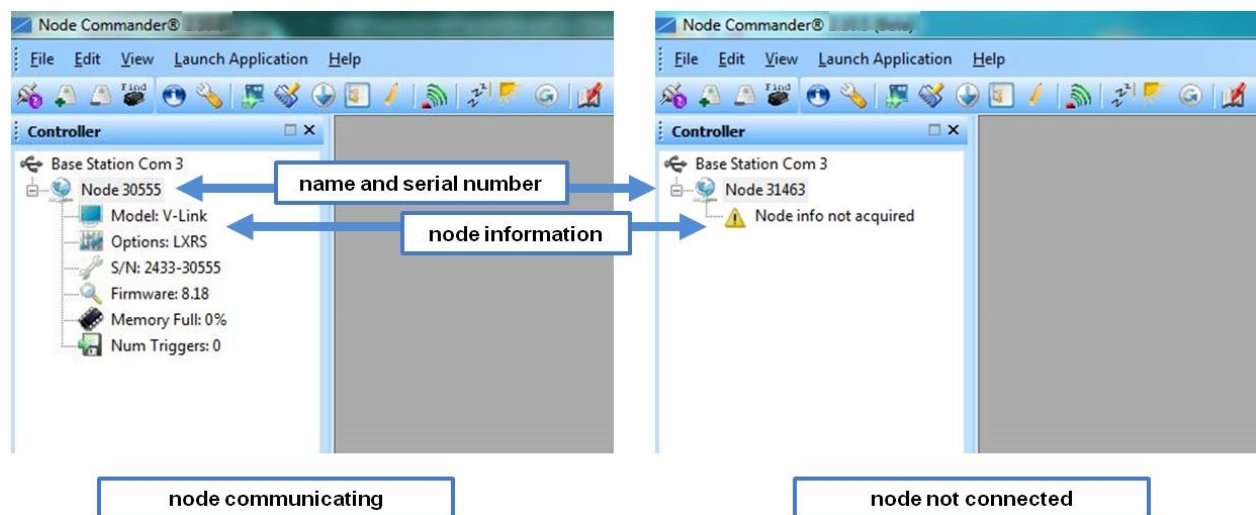 Node Commander®
File Edit View Launch Application Help
Find
Controller
Base Station Com 3
Node 30555
Model: V-Link
Options: LXRS
S/N: 2433-30555
Firmware: 8.18
Memory Full: 0%
Num Triggers: 0
name and serial number
node information
node communicating
Node Commander®
File Edit View Launch Application Help
Find
Controller
Base Station Com 3
Node 31463
Node info not acquired
node not connected